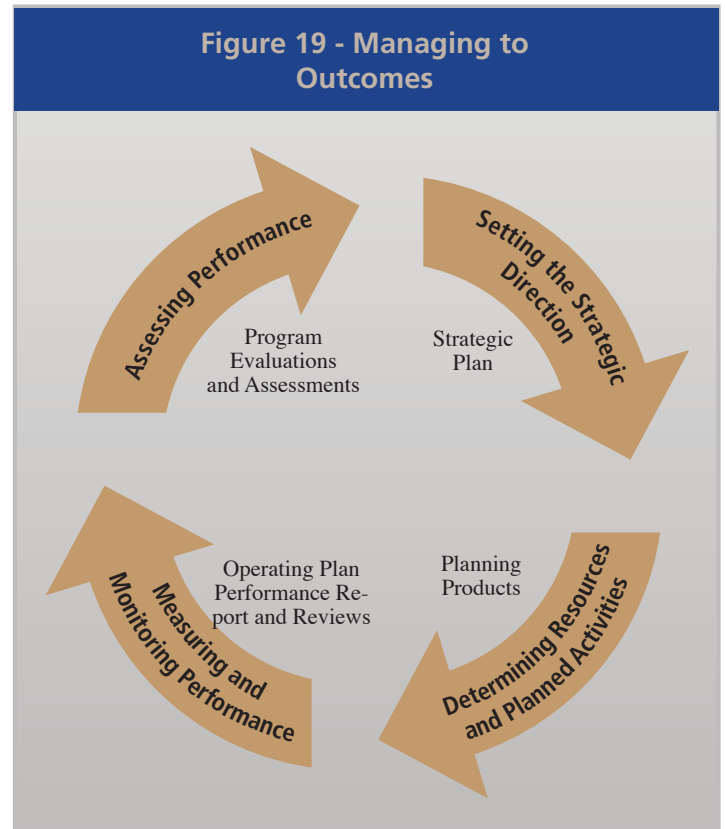 Figure 19 - Managing to
Outcomes
Assessing Performance
Setting the Strategic
Direction
Program
Evaluations
and Assessments
Strategic
Plan
Operating Plan
Performance Re-
port and Reviews
Planning
Products
Measuring and
Monitoring Performance
Determining Resources
and Planned Activities